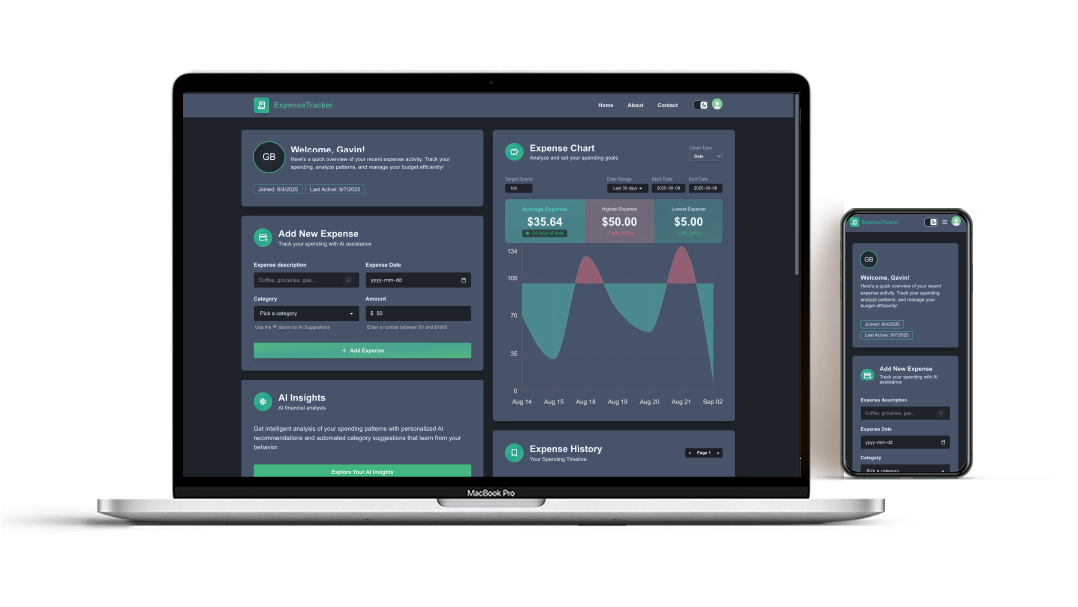 ExpenseTracker
Home About Contact
GB
Welcome, Gavin!
Here's a quick overview of your recent expense activity. Track your
spending, analyze patterns, and manage your budget efficiently!
Joined: 8/4/2025 Last Active: 9/7/2025
Add New Expense
Track your spending with AI assistance
Expense description Expense Date
Coffee, groceries, gas... yyyy-mm-dd
Category Amount
Pick a category $ .50
Use the above for AI Suggestions Enter a number between $1 and $1000
+ Add Expense
AI Insights
AI financial analysis
Get intelligent analysis of your spending patterns with personalized AI
recommendations and automated category suggestions that learn from your
behavior.
Explore Your AI Insights
Expense Chart
Analyze and set your spending goals
Chart Type
Date
Target Spend Date Range Start Date End Date
100 Last 30 days
Average Expense Highest Expense Lowest Expense
$35.64 $50.00 $5.00
14 days of data
134
105
70
35
0
Aug 14 Aug 15 Aug 18 Aug 19 Aug 20 Aug 21 Sep 02
Expense History
Your Spending Timeline
Page 1
MacBook Pro
ExpenseTracker
GB
Welcome, Gavin!
Here's a quick overview of your recent
expense activity. Track your spending,
analyze patterns, and manage your
budget efficiently!
Joined: 8/4/2025
Last Active: 9/7/2025
Add New Expense
Track your spending with AI
assistance
Expense description
Coffee, groceries, gas...
Expense Date
yyyy-mm-dd
Category
Pick a category